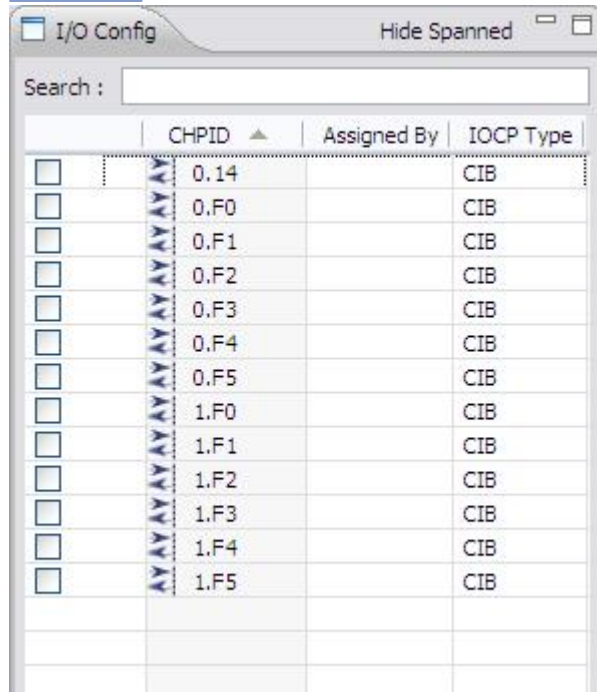 I/O Config Hide Spanned
Search :
CHPID Assigned By IOCP Type
0.14 CIB
0.F0 CIB
0.F1 CIB
0.F2 CIB
0.F3 CIB
0.F4 CIB
0.F5 CIB
1.F0 CIB
1.F1 CIB
1.F2 CIB
1.F3 CIB
1.F4 CIB
1.F5 CIB